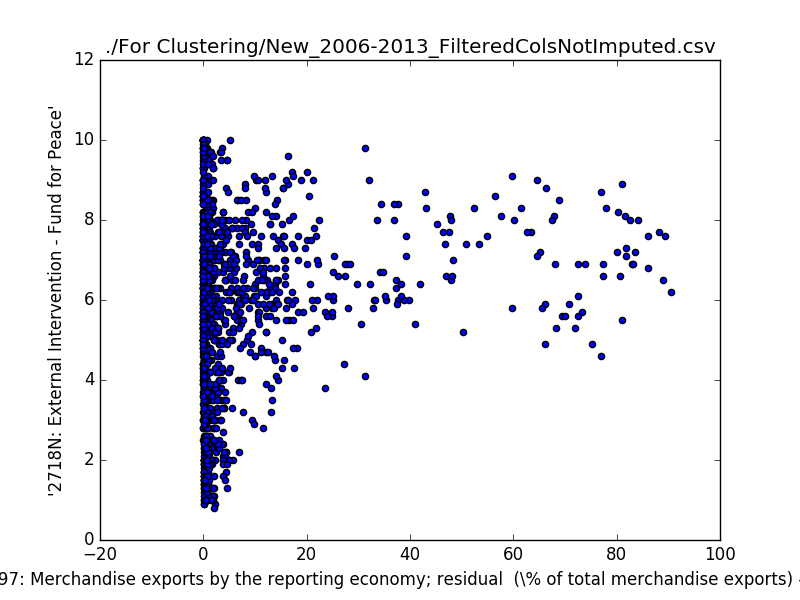 ./For Clustering/New_2006-2013_FilteredColsNotImputed.csv
'2718N: External Intervention - Fund for Peace'
12
10
8
6
4
2
0
−20 0 20 40 60 80 100
97: Merchandise exports by the reporting economy; residual (\% of total merchandise exports) -